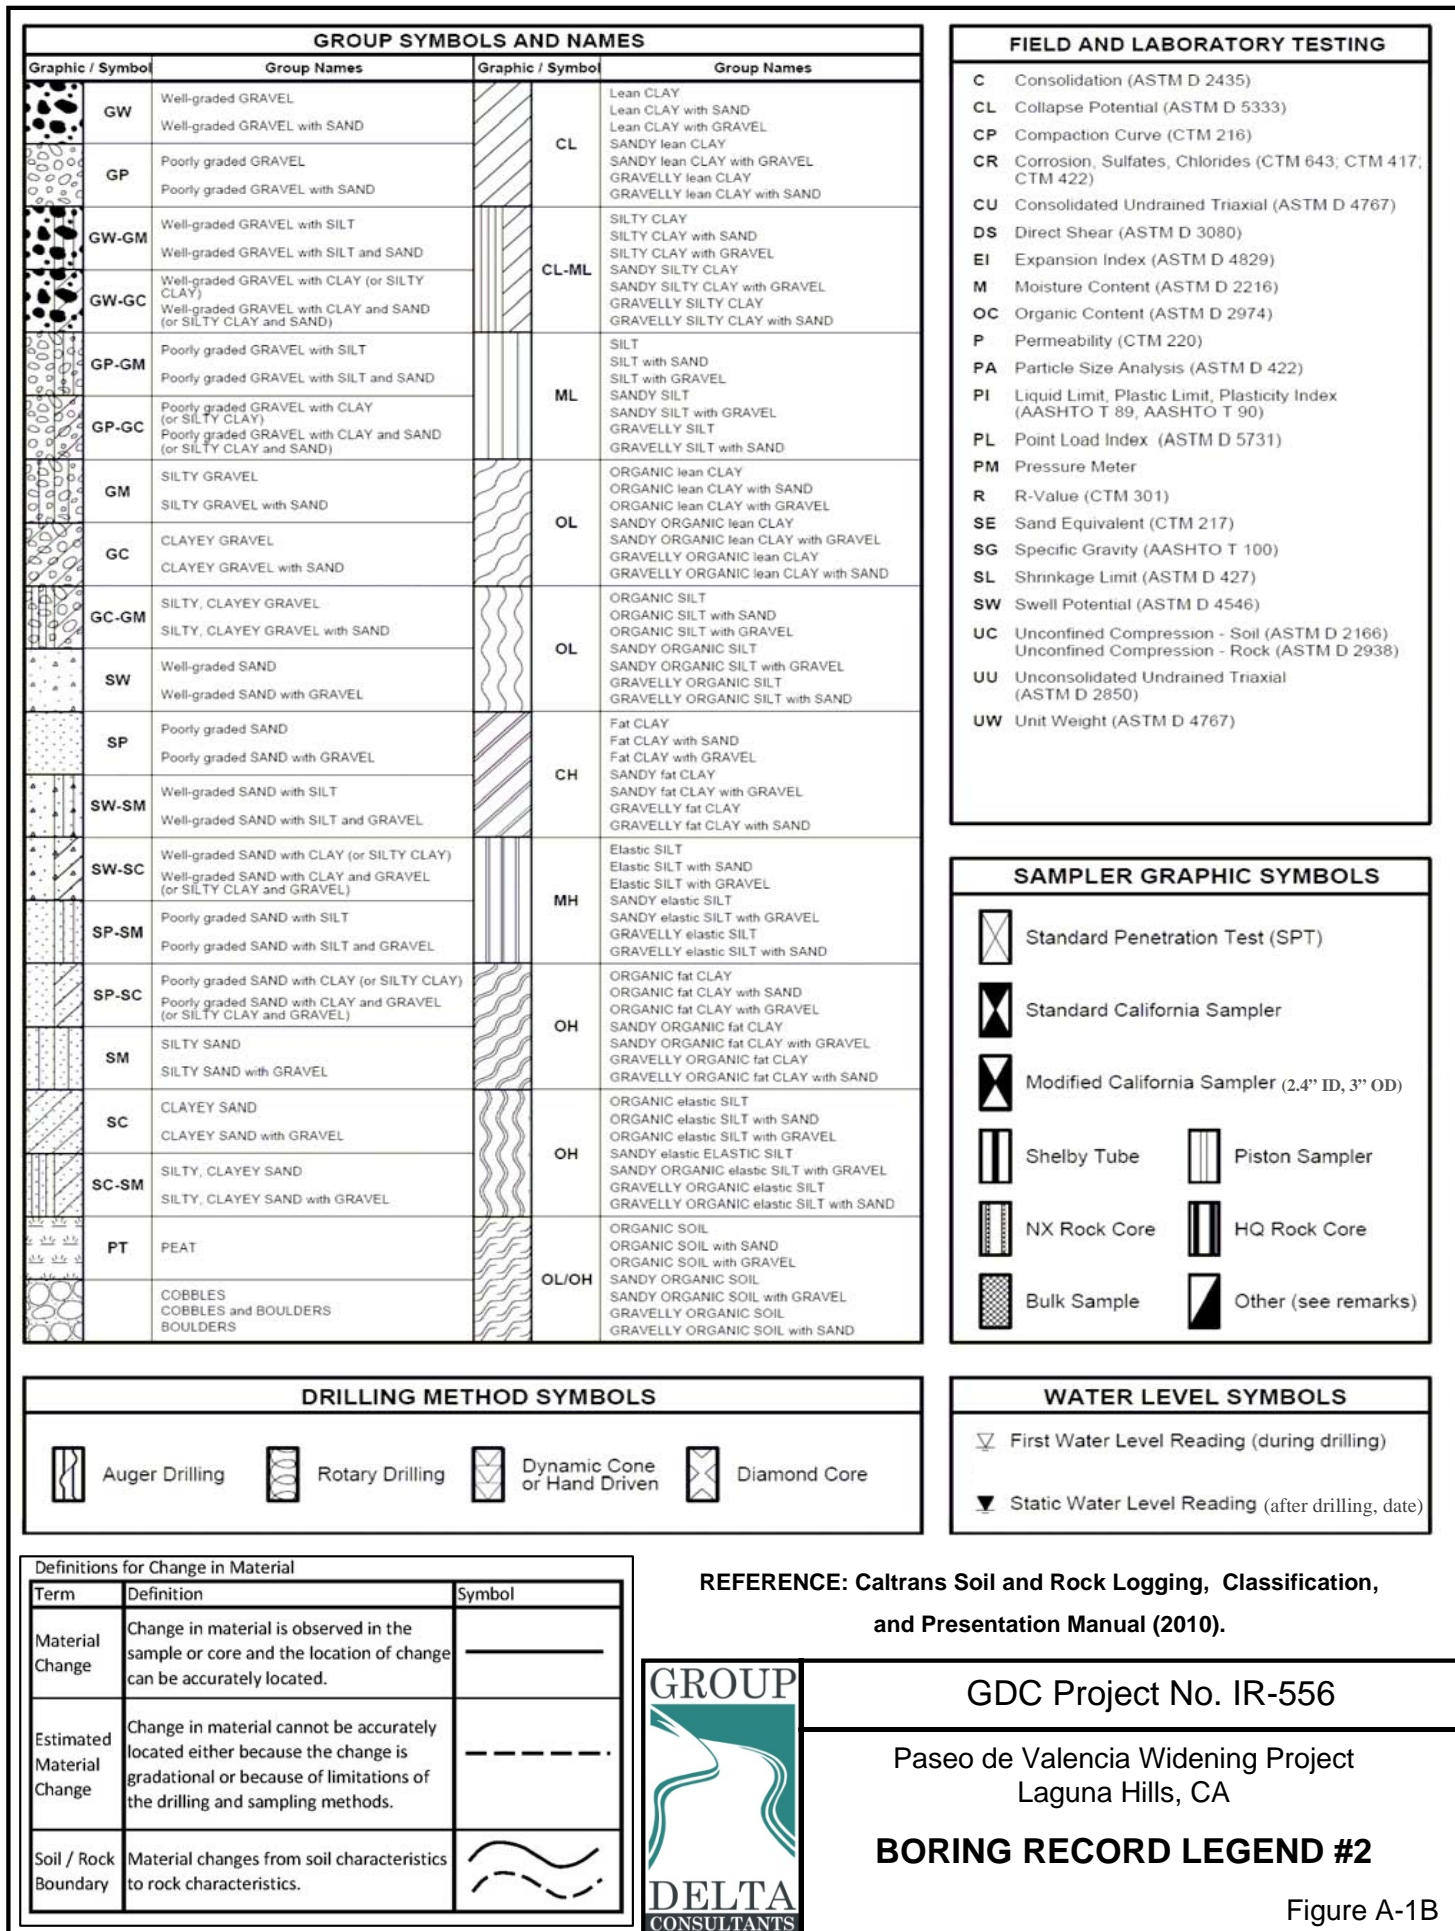 GROUP SYMBOLS AND NAMES
Graphic / Symbol
Group Names
Graphic / Symbol
Group Names
GW
Well-graded GRAVEL
Well-graded GRAVEL with SAND
GP
Poorly graded GRAVEL
Poorly graded GRAVEL with SAND
GW-GM
Well-graded GRAVEL with SILT
Well-graded GRAVEL with SILT and SAND
GW-GC
Well-graded GRAVEL with CLAY (or SILTY
CLAY)
Well-graded GRAVEL with CLAY and SAND
(or SILTY CLAY and SAND)
GP-GM
Poorly graded GRAVEL with SILT
Poorly graded GRAVEL with SILT and SAND
GP-GC
Poorly graded GRAVEL with CLAY
(or SILTY CLAY)
Poorly graded GRAVEL with CLAY and SAND
(or SILTY CLAY and SAND)
GM
SILTY GRAVEL
SILTY GRAVEL with SAND
GC
CLAYEY GRAVEL
CLAYEY GRAVEL with SAND
GC-GM
SILTY, CLAYEY GRAVEL
SILTY, CLAYEY GRAVEL with SAND
SW
Well-graded SAND
Well-graded SAND with GRAVEL
SP
Poorly graded SAND
Poorly graded SAND with GRAVEL
SW-SM
Well-graded SAND with SILT
Well-graded SAND with SILT and GRAVEL
SW-SC
Well-graded SAND with CLAY (or SILTY CLAY)
Well-graded SAND with CLAY and GRAVEL
(or SILTY CLAY and GRAVEL)
SP-SM
Poorly graded SAND with SILT
Poorly graded SAND with SILT and GRAVEL
SP-SC
Poorly graded SAND with CLAY (or SILTY CLAY)
Poorly graded SAND with CLAY and GRAVEL
(or SILTY CLAY and GRAVEL)
SM
SILTY SAND
SILTY SAND with GRAVEL
SC
CLAYEY SAND
CLAYEY SAND with GRAVEL
SC-SM
SILTY, CLAYEY SAND
SILTY, CLAYEY SAND with GRAVEL
PT
PEAT
COBBLES
COBBLES and BOULDERS
BOULDERS
CL
Lean CLAY
Lean CLAY with SAND
Lean CLAY with GRAVEL
SANDY lean CLAY
SANDY lean CLAY with GRAVEL
GRAVELLY lean CLAY
GRAVELLY lean CLAY with SAND
CL-ML
SILTY CLAY
SILTY CLAY with SAND
SILTY CLAY with GRAVEL
SANDY SILTY CLAY
SANDY SILTY CLAY with GRAVEL
GRAVELLY SILTY CLAY
GRAVELLY SILTY CLAY with SAND
ML
SILT
SILT with SAND
SILT with GRAVEL
SANDY SILT
SANDY SILT with GRAVEL
GRAVELLY SILT
GRAVELLY SILT with SAND
OL
ORGANIC lean CLAY
ORGANIC lean CLAY with SAND
ORGANIC lean CLAY with GRAVEL
SANDY ORGANIC lean CLAY
SANDY ORGANIC lean CLAY with GRAVEL
GRAVELLY ORGANIC lean CLAY
GRAVELLY ORGANIC lean CLAY with SAND
OL
ORGANIC SILT
ORGANIC SILT with SAND
ORGANIC SILT with GRAVEL
SANDY ORGANIC SILT
SANDY ORGANIC SILT with GRAVEL
GRAVELLY ORGANIC SILT
GRAVELLY ORGANIC SILT with SAND
CH
Fat CLAY
Fat CLAY with SAND
Fat CLAY with GRAVEL
SANDY fat CLAY
SANDY fat CLAY with GRAVEL
GRAVELLY fat CLAY
GRAVELLY fat CLAY with SAND
MH
Elastic SILT
Elastic SILT with SAND
Elastic SILT with GRAVEL
SANDY elastic SILT
SANDY elastic SILT with GRAVEL
GRAVELLY elastic SILT
GRAVELLY elastic SILT with SAND
OH
ORGANIC fat CLAY
ORGANIC fat CLAY with SAND
ORGANIC fat CLAY with GRAVEL
SANDY ORGANIC fat CLAY
SANDY ORGANIC fat CLAY with GRAVEL
GRAVELLY ORGANIC fat CLAY
GRAVELLY ORGANIC fat CLAY with SAND
OH
ORGANIC elastic SILT
ORGANIC elastic SILT with SAND
ORGANIC elastic SILT with GRAVEL
SANDY elastic ELASTIC SILT
SANDY ORGANIC elastic SILT with GRAVEL
GRAVELLY ORGANIC elastic SILT
GRAVELLY ORGANIC elastic SILT with SAND
OL/OH
ORGANIC SOIL
ORGANIC SOIL with SAND
ORGANIC SOIL with GRAVEL
SANDY ORGANIC SOIL
SANDY ORGANIC SOIL with GRAVEL
GRAVELLY ORGANIC SOIL
GRAVELLY ORGANIC SOIL with SAND
FIELD AND LABORATORY TESTING
C Consolidation (ASTM D 2435)
CL Collapse Potential (ASTM D 5333)
CP Compaction Curve (CTM 216)
CR Corrosion, Sulfates, Chlorides (CTM 643; CTM 417;
CTM 422)
CU Consolidated Undrained Triaxial (ASTM D 4767)
DS Direct Shear (ASTM D 3080)
EI Expansion Index (ASTM D 4829)
M Moisture Content (ASTM D 2216)
OC Organic Content (ASTM D 2974)
P Permeability (CTM 220)
PA Particle Size Analysis (ASTM D 422)
PI Liquid Limit, Plastic Limit, Plasticity Index
(AASHTO T 89, AASHTO T 90)
PL Point Load Index (ASTM D 5731)
PM Pressure Meter
R R-Value (CTM 301)
SE Sand Equivalent (CTM 217)
SG Specific Gravity (AASHTO T 100)
SL Shrinkage Limit (ASTM D 427)
SW Swell Potential (ASTM D 4546)
UC Unconfined Compression - Soil (ASTM D 2166)
Unconfined Compression - Rock (ASTM D 2938)
UU Unconsolidated Undrained Triaxial
(ASTM D 2850)
UW Unit Weight (ASTM D 4767)
SAMPLER GRAPHIC SYMBOLS
Standard Penetration Test (SPT)
Standard California Sampler
Modified California Sampler (2.4” ID, 3” OD)
Shelby Tube
Piston Sampler
NX Rock Core
HQ Rock Core
Bulk Sample
Other (see remarks)
DRILLING METHOD SYMBOLS
Auger Drilling
Rotary Drilling
Dynamic Cone
or Hand Driven
Diamond Core
WATER LEVEL SYMBOLS
First Water Level Reading (during drilling)
Static Water Level Reading (after drilling, date)
Definitions for Change in Material
Term
Definition
Symbol
Material
Change
Change in material is observed in the
sample or core and the location of change
can be accurately located.
Estimated
Material
Change
Change in material cannot be accurately
located either because the change is
gradational or because of limitations of
the drilling and sampling methods.
Soil / Rock
Boundary
Material changes from soil characteristics
to rock characteristics.
REFERENCE: Caltrans Soil and Rock Logging, Classification,
and Presentation Manual (2010).
GROUP
DELTA
CONSULTANTS
GDC Project No. IR-556
Paseo de Valencia Widening Project
Laguna Hills, CA
BORING RECORD LEGEND #2
Figure A-1B